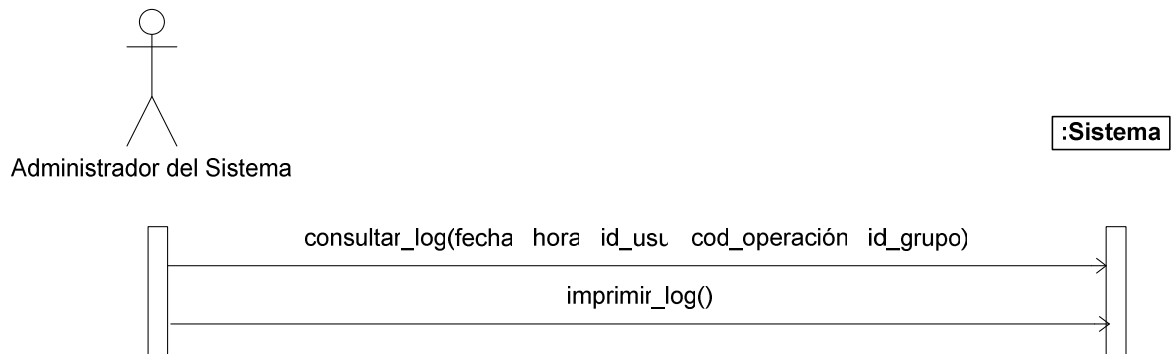 :Sistema
Administrador del Sistema
consultar_log(fecha hora id_usu cod_operación id_grupo)
imprimir_log()